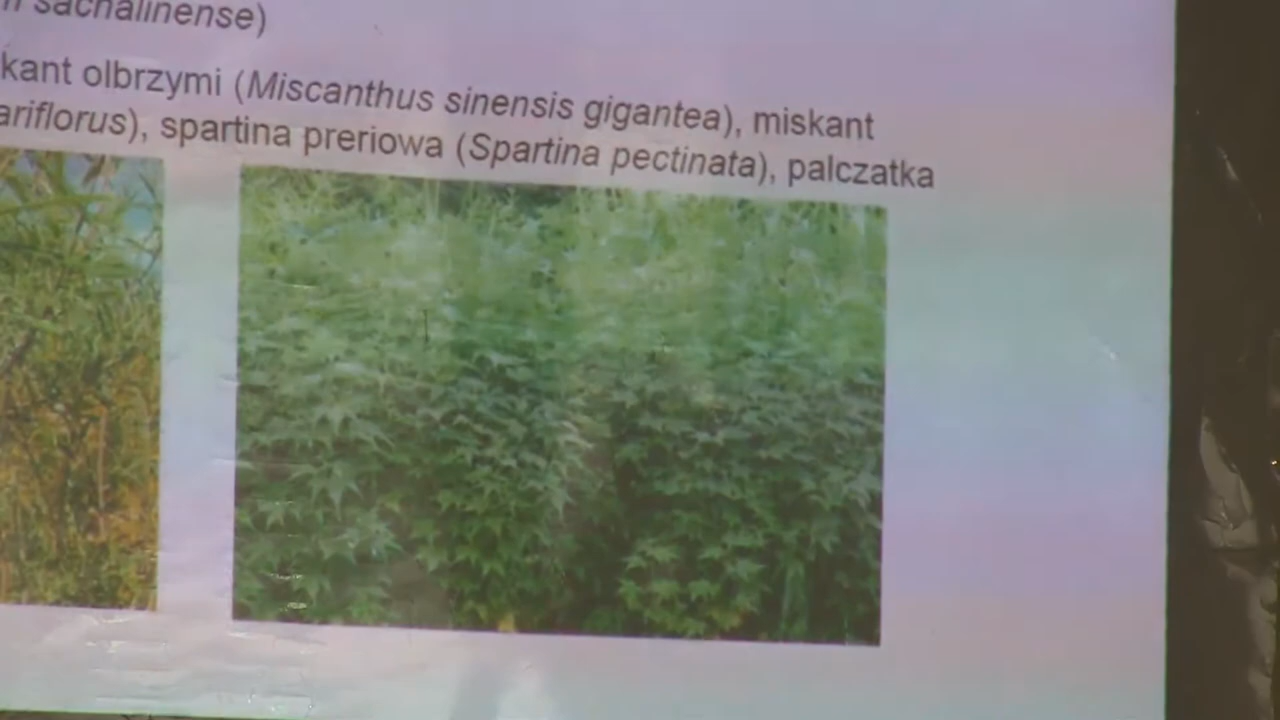 sachalinense)
kant olbrzymi (Miscanthus sinensis gigantea), miskant
ariflorus), spartina preriowa (Spartina pectinata), palczatka